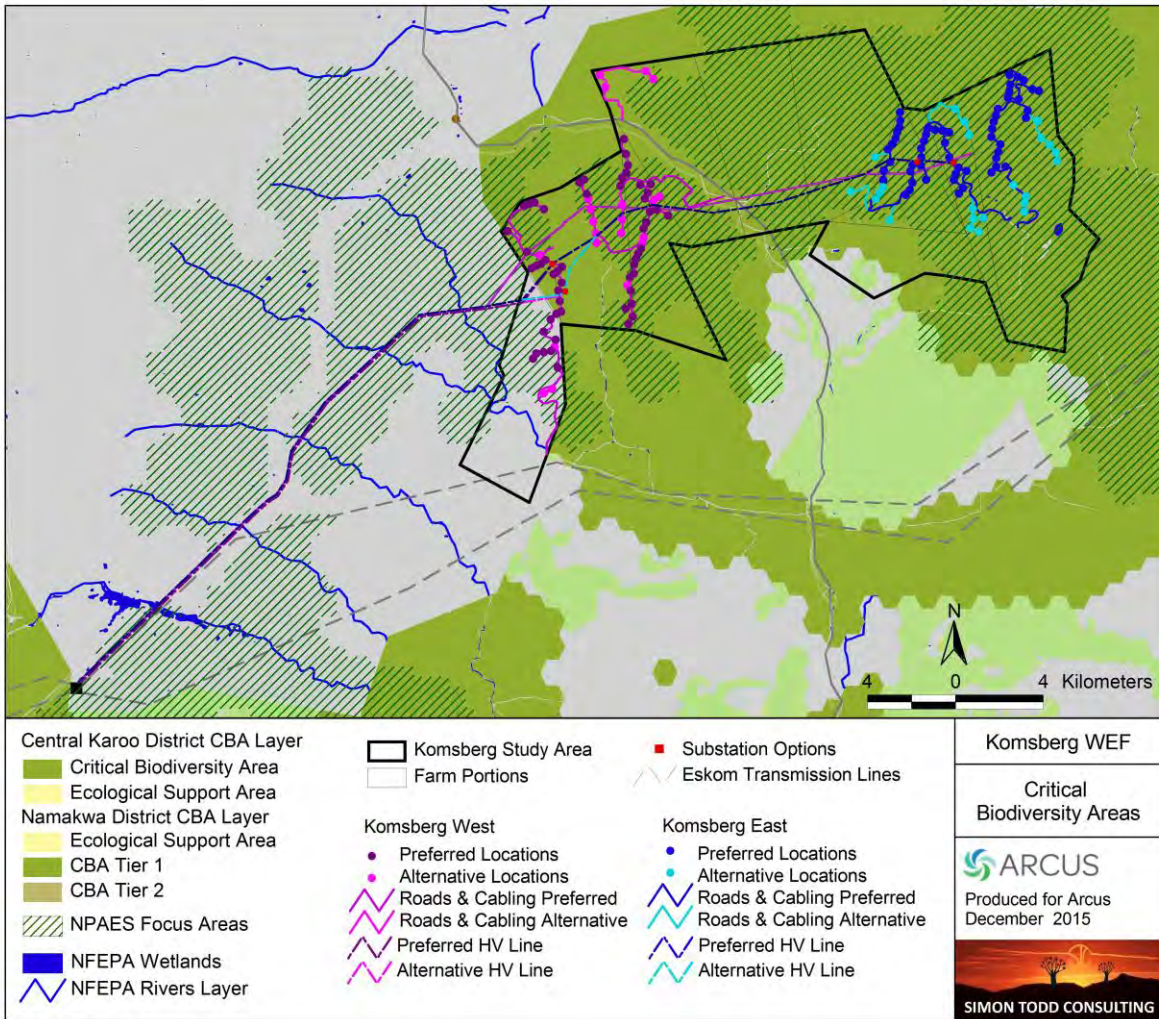 N
4 0 4 Kilometers
Central Karoo District CBA Layer
Critical Biodiversity Area
Ecological Support Area
Namakwa District CBA Layer
Ecological Support Area
CBA Tier 1
CBA Tier 2
NPAES Focus Areas
NFEPA Wetlands
NFEPA Rivers Layer
Komsberg Study Area
Farm Portions
Substation Options
Eskom Transmission Lines
Komsberg West
Preferred Locations
Alternative Locations
Roads & Cabling Preferred
Roads & Cabling Alternative
Preferred HV Line
Alternative HV Line
Komsberg East
Preferred Locations
Alternative Locations
Roads & Cabling Preferred
Roads & Cabling Alternative
Preferred HV Line
Alternative HV Line
Komsberg WEF
Critical
Biodiversity Areas
ARCUS
Produced for Arcus
December 2015
SIMON TODD CONSULTING